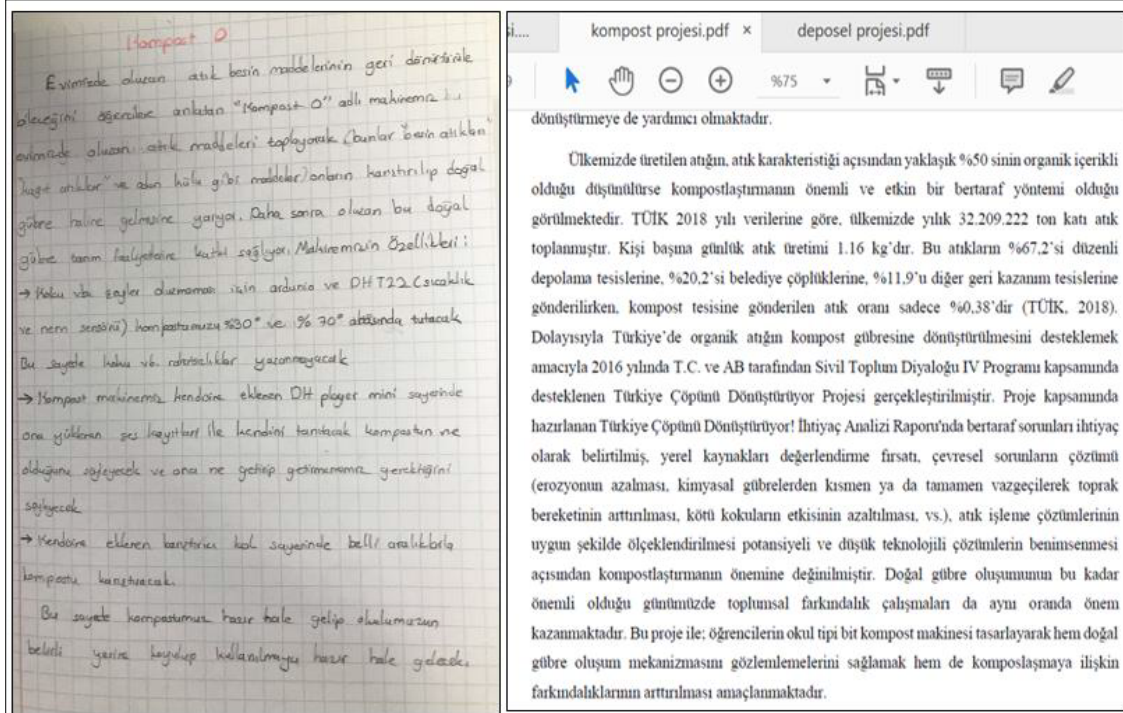 Kompost O
Evimizde oluşan atık besin maddelerinin geri dönüştürüle
bileceğini öğrencilere anlatan "Kompost O" adlı makinemiz
evimizde oluşan atık maddeleri toplayarak (bunlar "besin atıkları"
"kağıt atıklar" ve gibi maddeler) onların karıştırılıp doğal
gübre haline gelmesine yarıyor. Daha sonra oluşan bu doğal
gübre tarım katkı sağlıyor. Makinemizin Özellikleri:
→ Koku vb. şeyler için ve DHT22 (sıcaklık
ve nem sensörü) kompostumuzu %30° ve % 70° tutacak
Bu sayede koku vb.
→ Kompost makinemiz kendisine eklenen DH player mini sayesinde
ona yüklenen ses kayıtları ile kendini tanıtacak kompostun ne
olduğunu söyleyecek ve ona ne getirip getirmememiz gerektiğini
söyleyecek
→ Kendisine eklenen karıştırıcı kol sayesinde belli aralıklarla
kompostu karıştıracak.
Bu sayede kompostumuz hazır hale gelip okulumuzun
belirli yerine koyulup kullanılmaya hazır hale gelecek.
kompost projesi.pdf ×
deposel projesi.pdf
%75
dönüştürmeye de yardımcı olmaktadır.
Ülkemizde üretilen atığın, atık karakteristiği açısından yaklaşık %50 sinin organik içerikli
olduğu düşünülürse kompostlaştırmanın önemli ve etkin bir bertaraf yöntemi olduğu
görülmektedir. TÜİK 2018 yılı verilerine göre, ülkemizde yıllık 32.209.222 ton katı atık
toplanmıştır. Kişi başına günlük atık üretimi 1.16 kg'dır. Bu atıkların %67,2'si düzenli
depolama tesislerine, %20,2'si belediye çöplüklerine, %11,9'u diğer geri kazanım tesislerine
gönderilirken, kompost tesisine gönderilen atık oranı sadece %0,38'dir (TÜİK, 2018).
Dolayısıyla Türkiye'de organik atığın kompost gübresine dönüştürülmesini desteklemek
amacıyla 2016 yılında T.C. ve AB tarafından Sivil Toplum Diyaloğu IV Programı kapsamında
desteklenen Türkiye Çöpünü Dönüştürüyor Projesi gerçekleştirilmiştir. Proje kapsamında
hazırlanan Türkiye Çöpünü Dönüştürüyor! İhtiyaç Analizi Raporu'nda bertaraf sorunları ihtiyaç
olarak belirtilmiş, yerel kaynakları değerlendirme fırsatı, çevresel sorunların çözümü
(erozyonun azalması, kimyasal gübrelerden kısmen ya da tamamen vazgeçilerek toprak
bereketinin arttırılması, kötü kokuların etkisinin azaltılması, vs.), atık işleme çözümlerinin
uygun şekilde ölçeklendirilmesi potansiyeli ve düşük teknolojili çözümlerin benimsenmesi
açısından kompostlaştırmanın önemine değinilmiştir. Doğal gübre oluşumunun bu kadar
önemli olduğu günümüzde toplumsal farkındalık çalışmaları da aynı oranda önem
kazanmaktadır. Bu proje ile; öğrencilerin okul tipi bit kompost makinesi tasarlayarak hem doğal
gübre oluşum mekanizmasını gözlemlemelerini sağlamak hem de komposlaşmaya ilişkin
farkındalıklarının arttırılması amaçlanmaktadır.